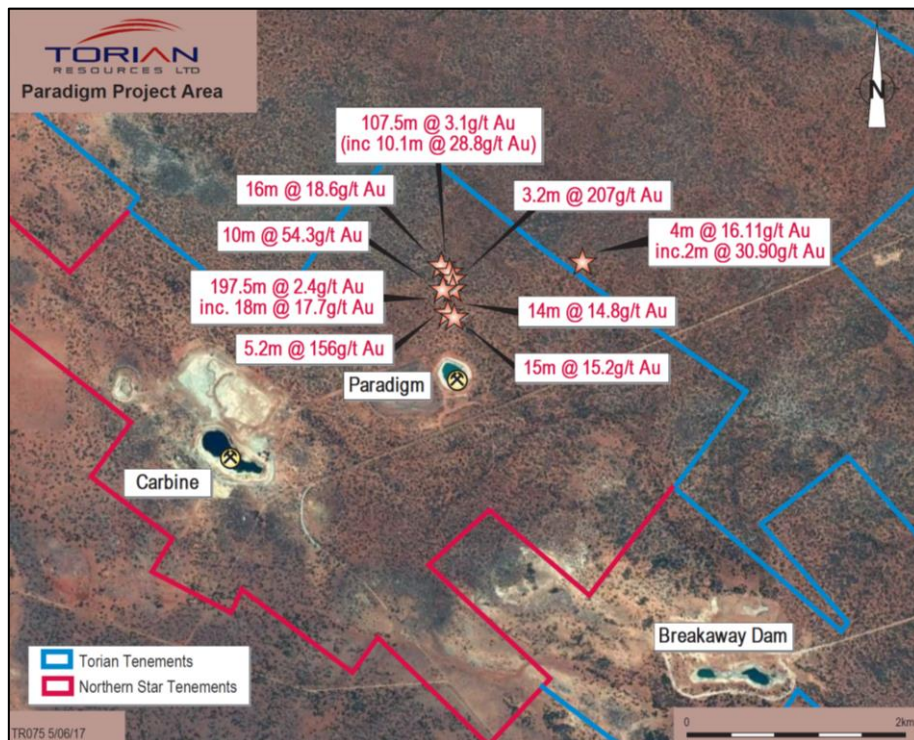 TORIAN
RESOURCES LTD
Paradigm Project Area
N
107.5m @ 3.1g/t Au
(inc 10.1m @ 28.8g/t Au)
16m @ 18.6g/t Au
3.2m @ 207g/t Au
10m @ 54.3g/t Au
4m @ 16.11g/t Au
inc.2m @ 30.90g/t Au
197.5m @ 2.4g/t Au
inc. 18m @ 17.7g/t Au
14m @ 14.8g/t Au
5.2m @ 156g/t Au
15m @ 15.2g/t Au
Paradigm
Carbine
Breakaway Dam
Torian Tenements
Northern Star Tenements
TR075 5/06/17
0
2km